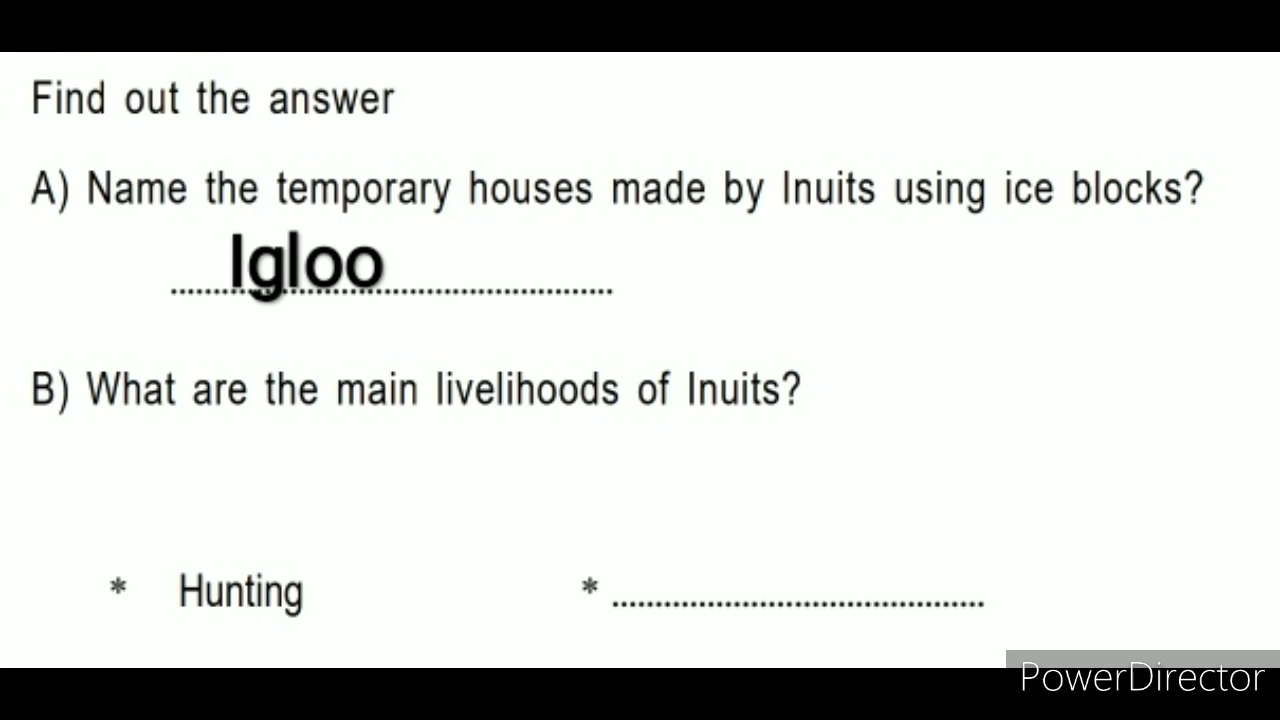 Find out the answer
A) Name the temporary houses made by Inuits using ice blocks?
Igloo
.....................................................
B) What are the main livelihoods of Inuits?
* Hunting * .............................................
PowerDirector